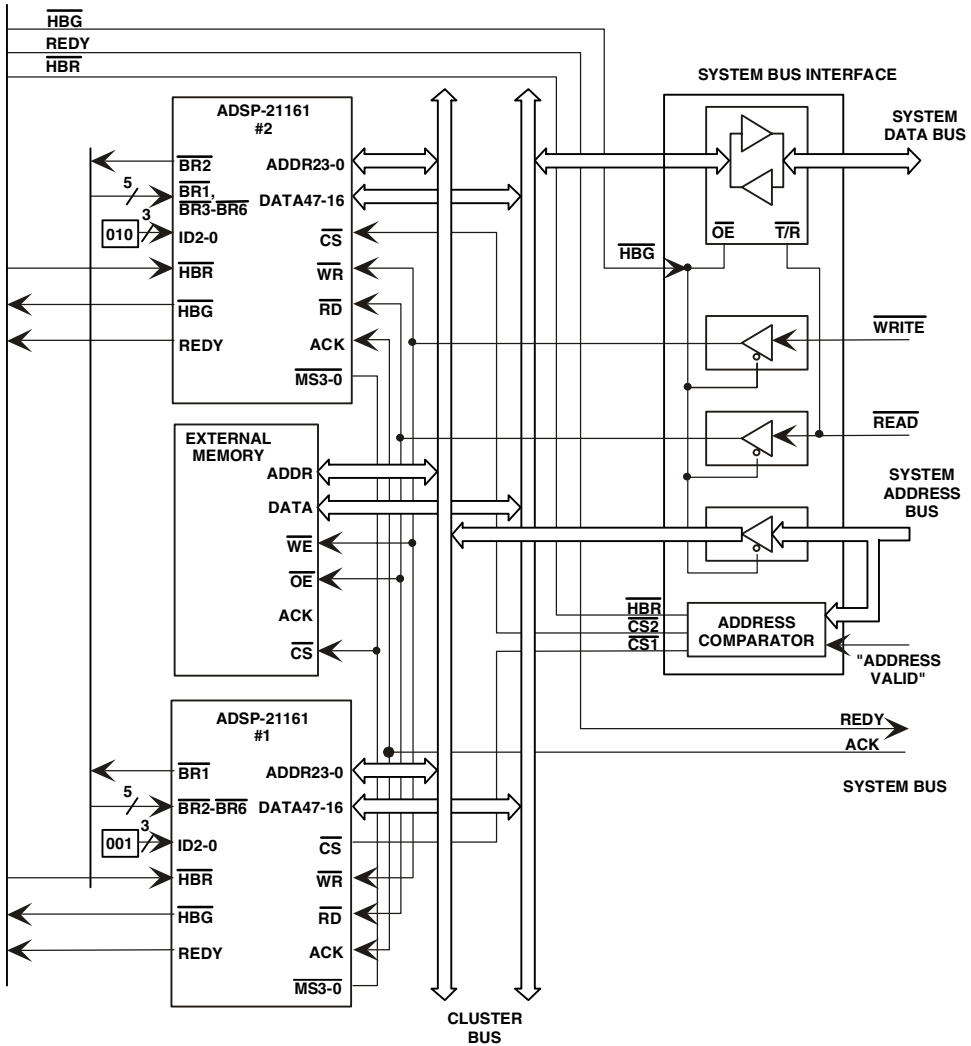 HBG
REDY
HBR
ADSP-21161
#2
BR2
5
BR1,
BR3-BR6
3
010
ID2-0
HBR
HBG
REDY
ADDR23-0
DATA47-16
CS
WR
RD
ACK
MS3-0
EXTERNAL
MEMORY
ADDR
DATA
WE
OE
ACK
CS
ADSP-21161
#1
BR1
5
BR2-BR6
3
001
ID2-0
HBR
HBG
REDY
ADDR23-0
DATA47-16
CS
WR
RD
ACK
MS3-0
CLUSTER
BUS
SYSTEM BUS INTERFACE
SYSTEM
DATA BUS
OE
T/R
HBG
WRITE
READ
SYSTEM
ADDRESS
BUS
HBR
CS2
CS1
ADDRESS
COMPARATOR
"ADDRESS
VALID"
REDY
ACK
SYSTEM BUS